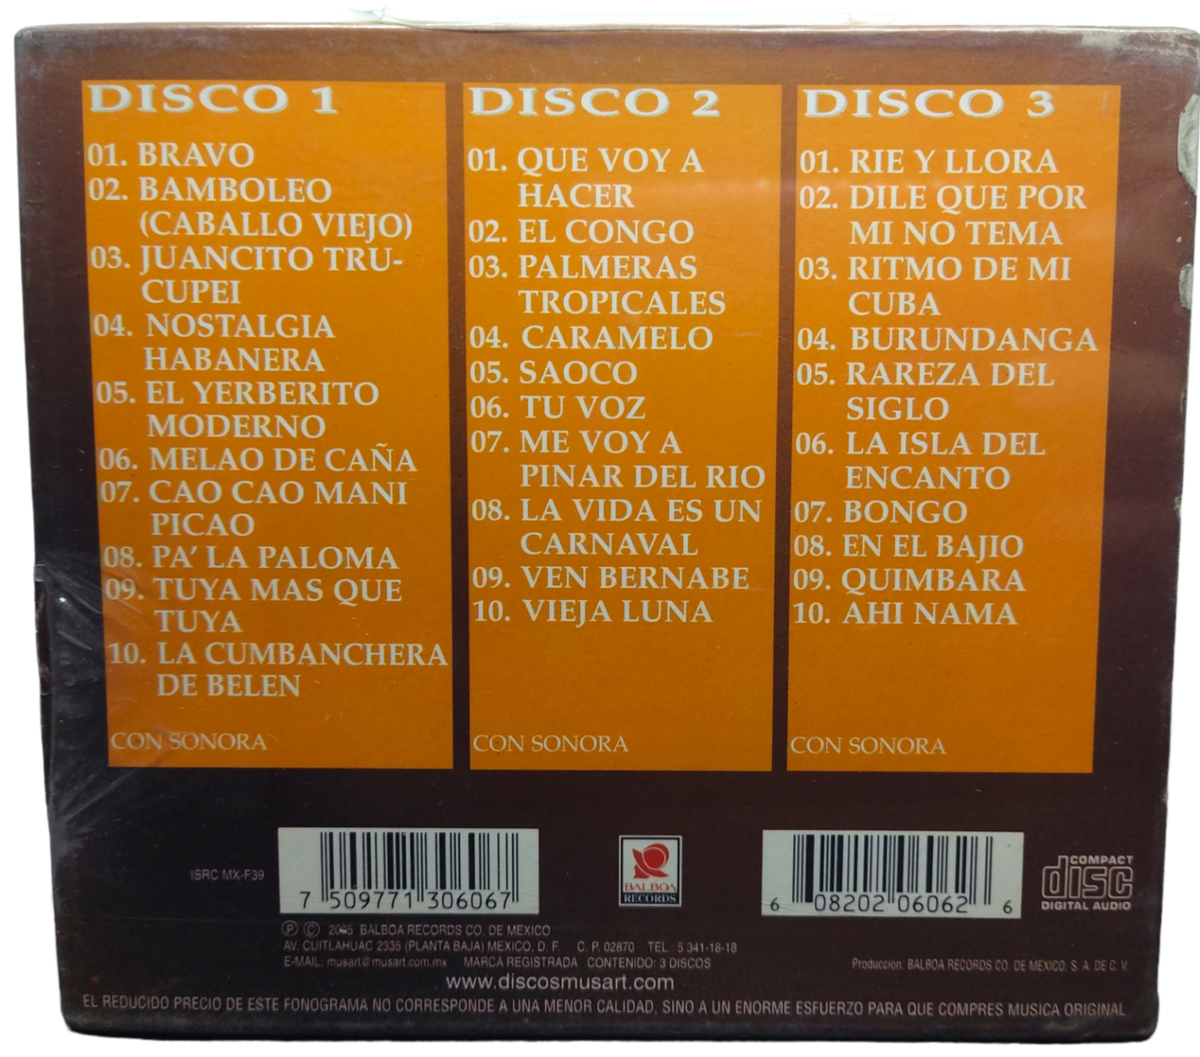 DISCO 1
01. BRAVO
02. BAMBOLEO
(CABALLO VIEJO)
03. JUANCITO TRU-
CUPEI
04. NOSTALGIA
HABANERA
05. EL YERBERITO
MODERNO
06. MELAO DE CAÑA
07. CAO CAO MANI
PICAO
08. PA' LA PALOMA
09. TUYA MAS QUE
TUYA
10. LA CUMBANCHERA
DE BELEN
CON SONORA
DISCO 2
01. QUE VOY A
HACER
02. EL CONGO
03. PALMERAS
TROPICALES
04. CARAMELO
05. SAOCO
06. TU VOZ
07. ME VOY A
PINAR DEL RIO
08. LA VIDA ES UN
CARNAVAL
09. VEN BERNABE
10. VIEJA LUNA
CON SONORA
DISCO 3
01. RIE Y LLORA
02. DILE QUE POR
MI NO TEMA
03. RITMO DE MI
CUBA
04. BURUNDANGA
05. RAREZA DEL
SIGLO
06. LA ISLA DEL
ENCANTO
07. BONGO
08. EN EL BAJIO
09. QUIMBARA
10. AHI NAMA
CON SONORA
ISRC MX-F39
7 509771 306067
BALBOA
RECORDS
6 08202 06062 6
COMPACT
disc
DIGITAL AUDIO
Ⓟ © BALBOA RECORDS CO. DE MEXICO
AV. CUITLAHUAC 2335 (PLANTA BAJA) MEXICO, D. F. C. P. 02870 TEL.: 5 341-18-18
E-MAIL: musart@musart.com.mx MARCA REGISTRADA CONTENIDO: 3 DISCOS
Producción: BALBOA RECORDS CO. DE MEXICO, S. A. DE C. V.
www.discosmusart.com
EL REDUCIDO PRECIO DE ESTE FONOGRAMA NO CORRESPONDE A UNA MENOR CALIDAD, SINO A UN ENORME ESFUERZO PARA QUE COMPRES MUSICA ORIGINAL